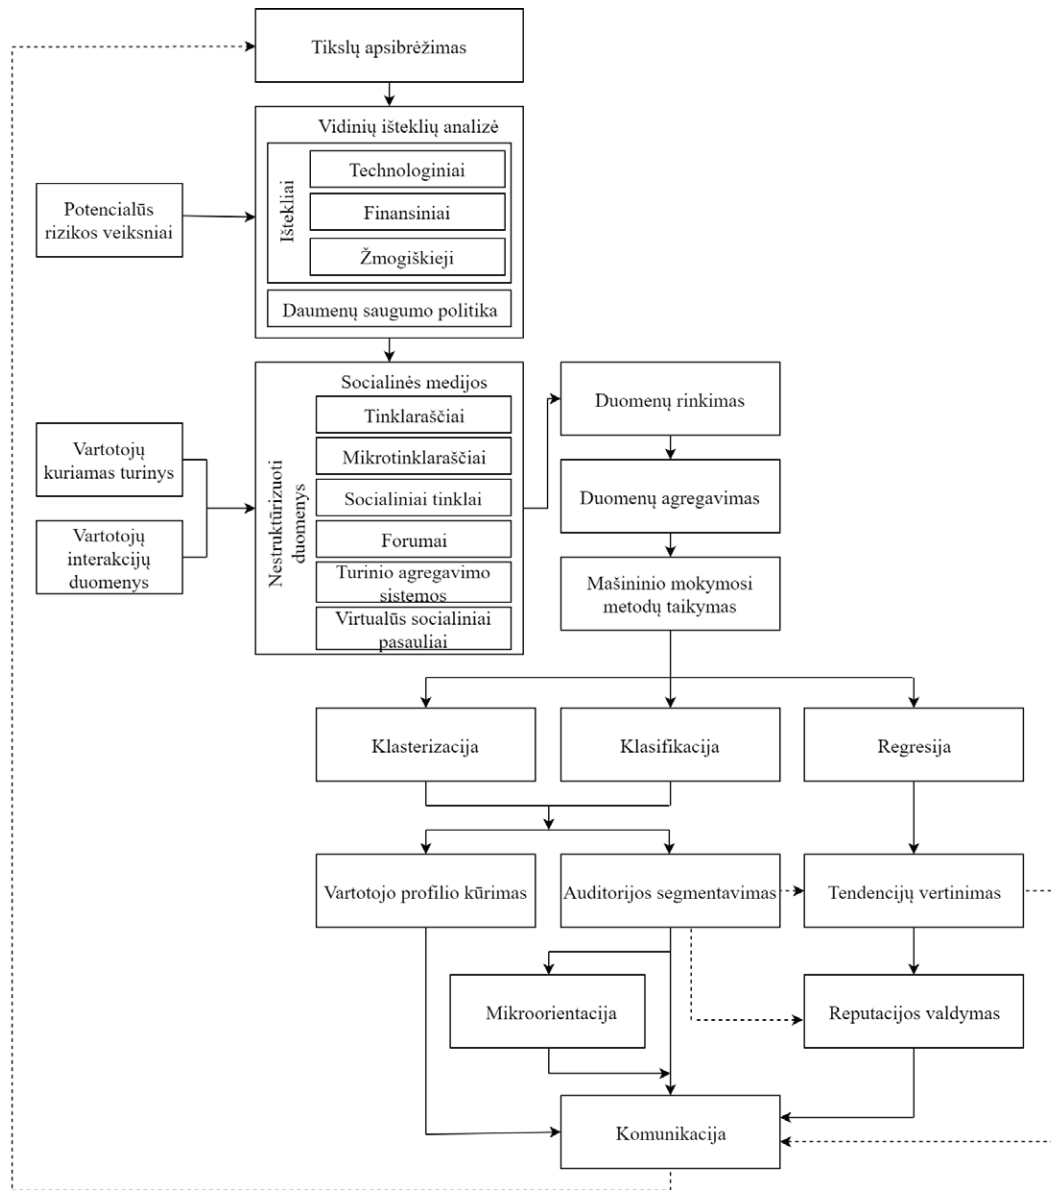 Tikslų apsibrėžimas
Vidinių išteklių analizė
Ištekliai
Technologiniai
Finansiniai
Žmogiškieji
Daumenų saugumo politika
Potencialūs
rizikos veiksniai
Socialinės medijos
Nestruktūrizuoti
duomenys
Tinklaraščiai
Mikrotinklaraščiai
Socialiniai tinklai
Forumai
Turinio agregavimo
sistemos
Virtualūs socialiniai
pasauliai
Vartotojų
kuriamas turinys
Vartotojų
interakcijų
duomenys
Duomenų rinkimas
Duomenų agregavimas
Mašininio mokymosi
metodų taikymas
Klasterizacija
Klasifikacija
Regresija
Vartotojo profilio kūrimas
Auditorijos segmentavimas
Tendencijų vertinimas
Mikroorientacija
Reputacijos valdymas
Komunikacija